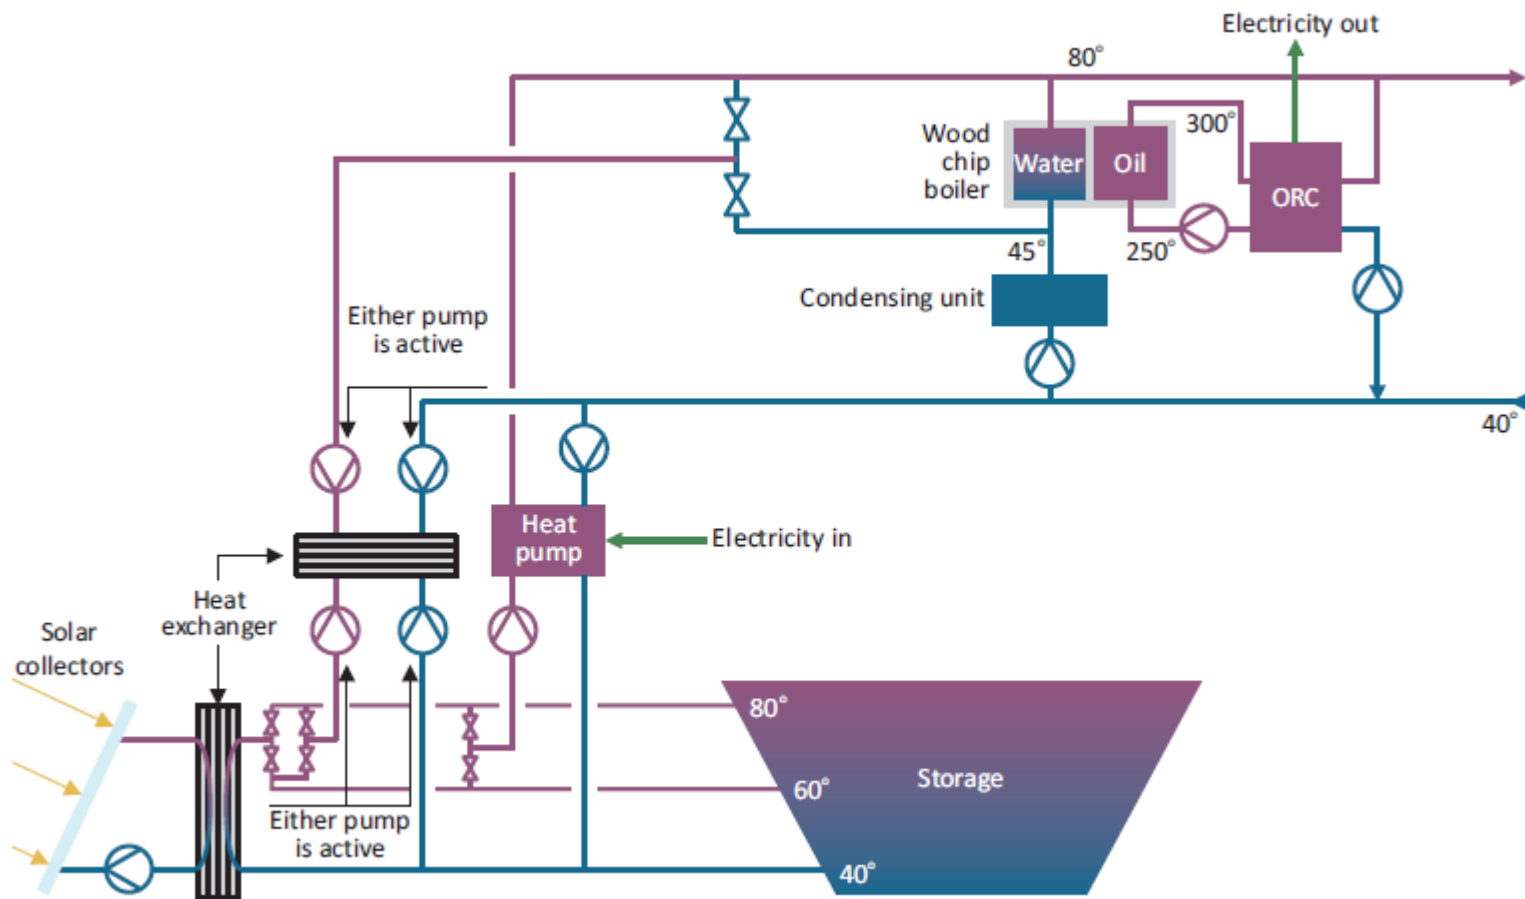 Electricity out
80°
Wood
chip
boiler
Water
Oil
300°
ORC
45°
250°
Condensing unit
Either pump
is active
40°
Heat
pump
Electricity in
Heat
exchanger
Solar
collectors
80°
60°
Storage
Either pump
is active
40°